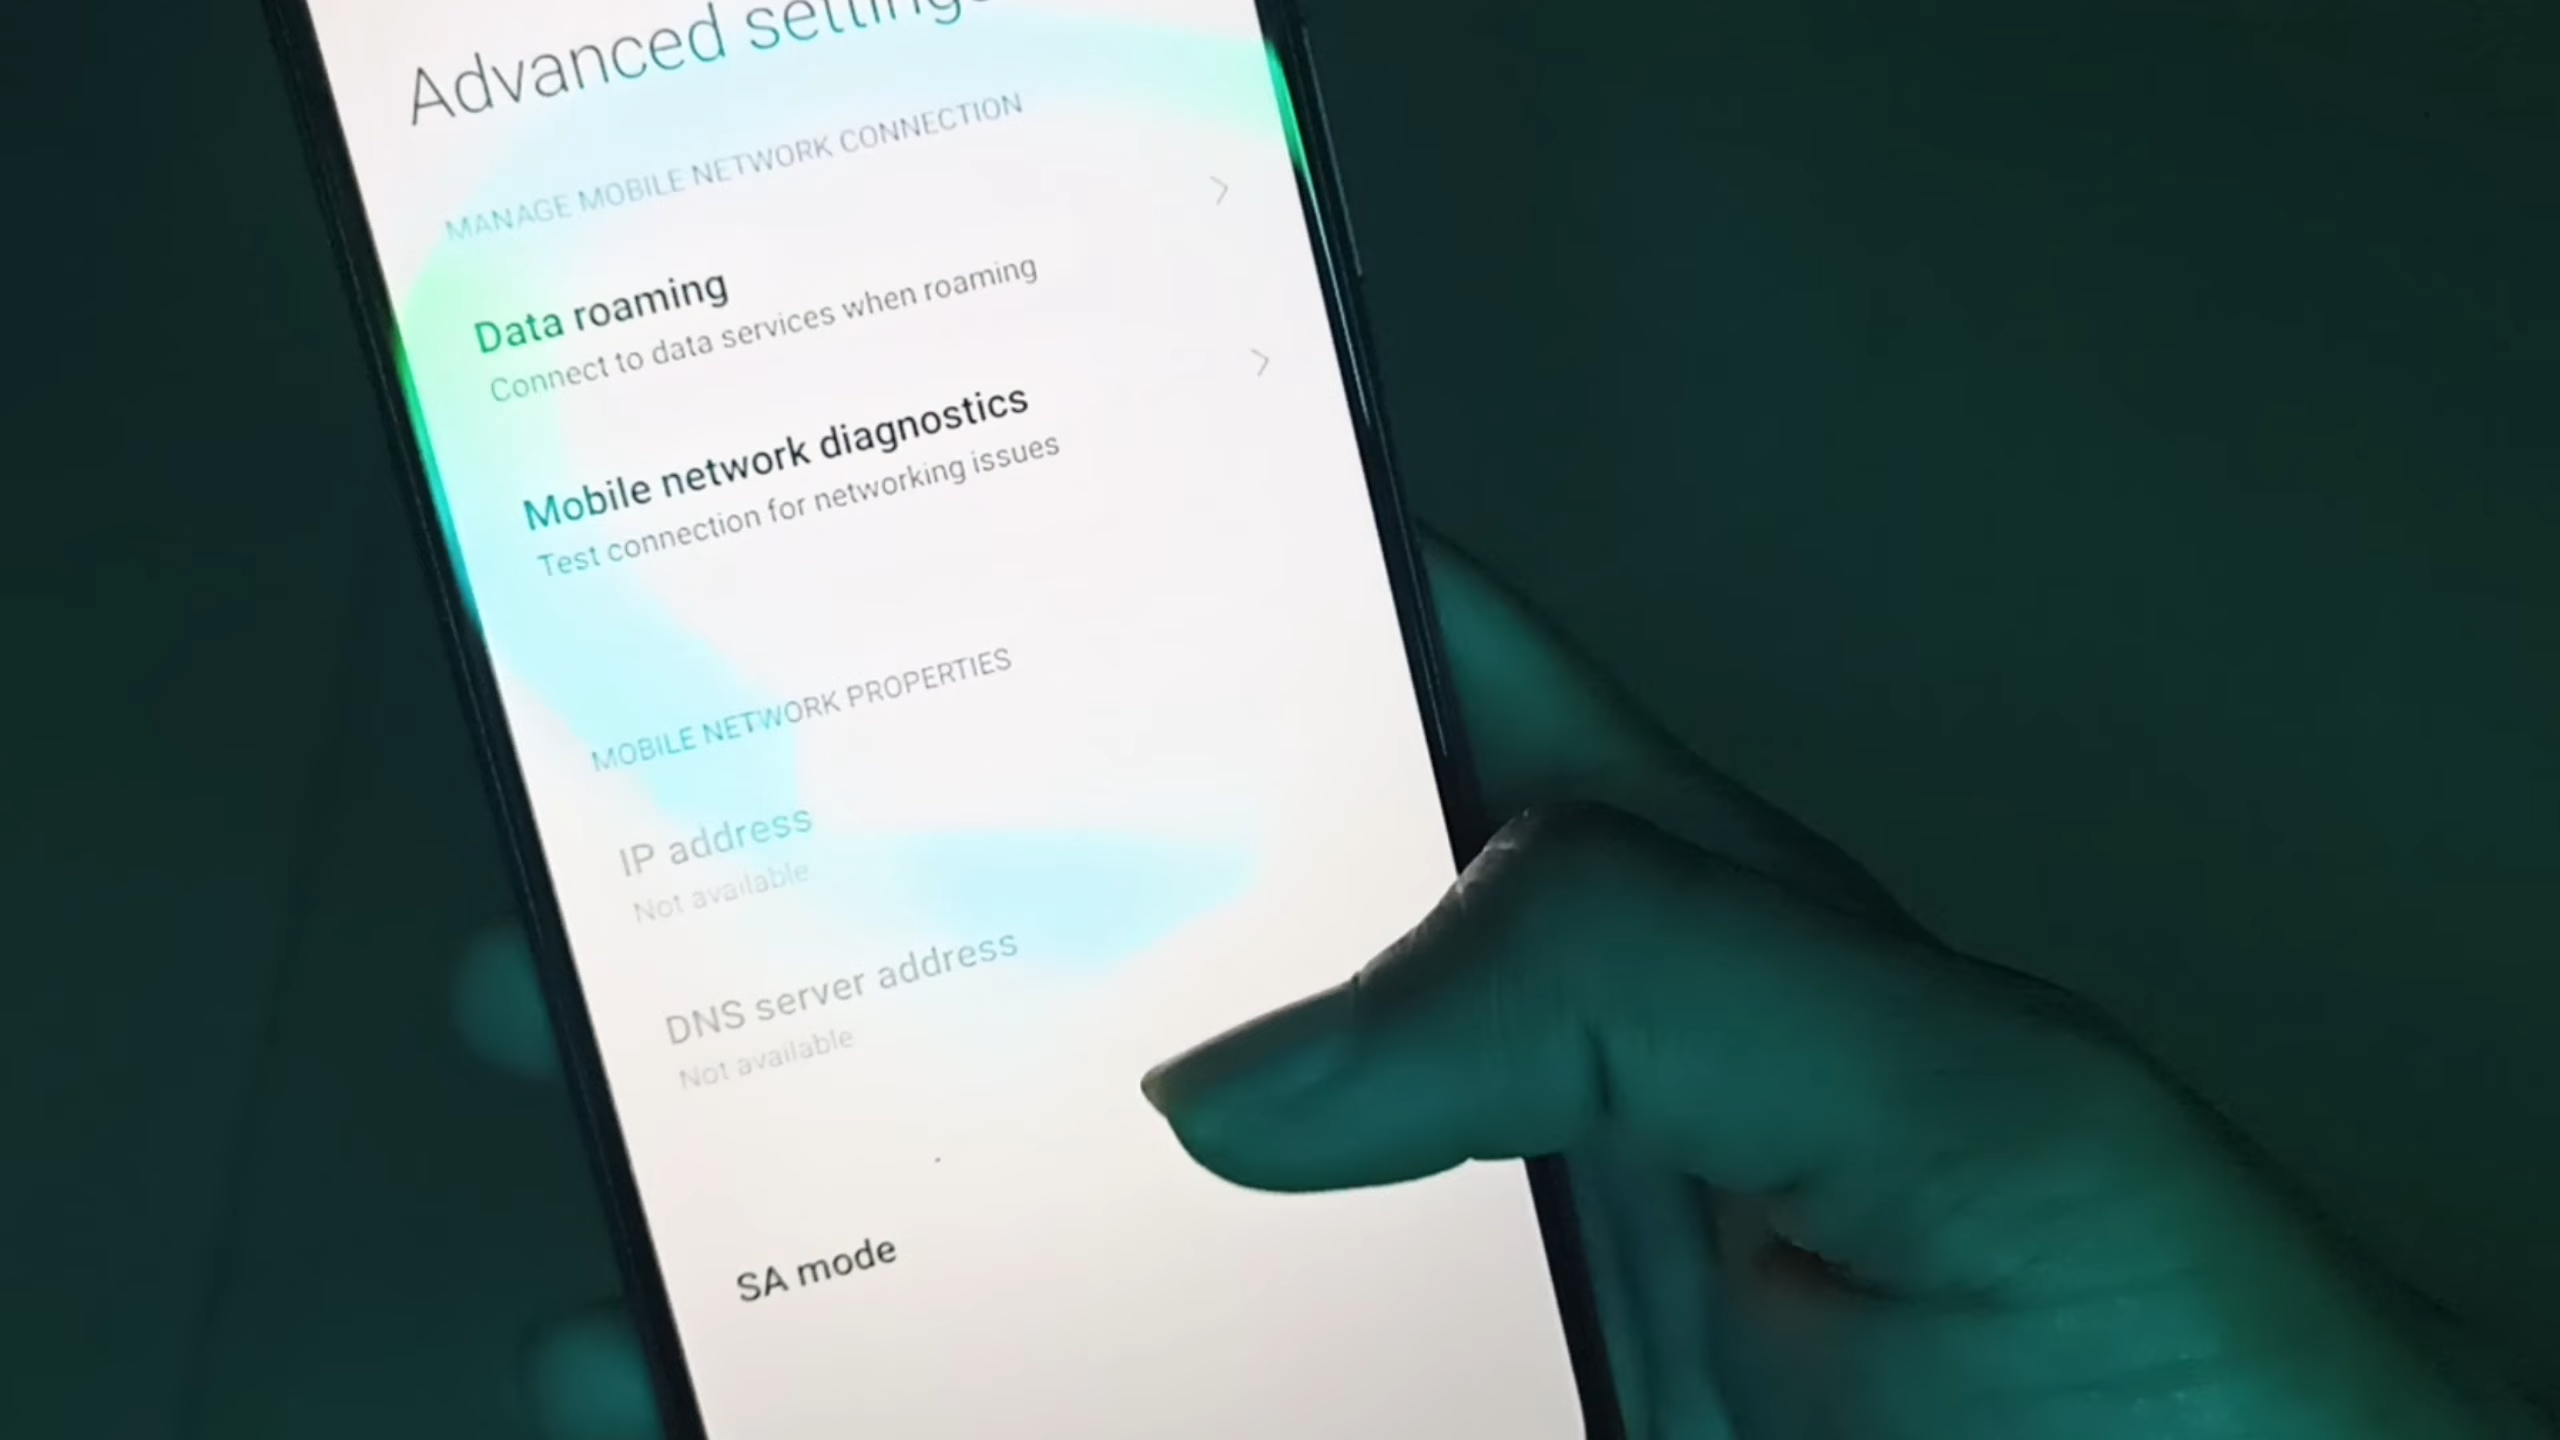 Advanced settings
MANAGE MOBILE NETWORK CONNECTION
Data roaming
Connect to data services when roaming
Mobile network diagnostics
Test connection for networking issues
MOBILE NETWORK PROPERTIES
IP address
Not available
DNS server address
Not available
SA mode